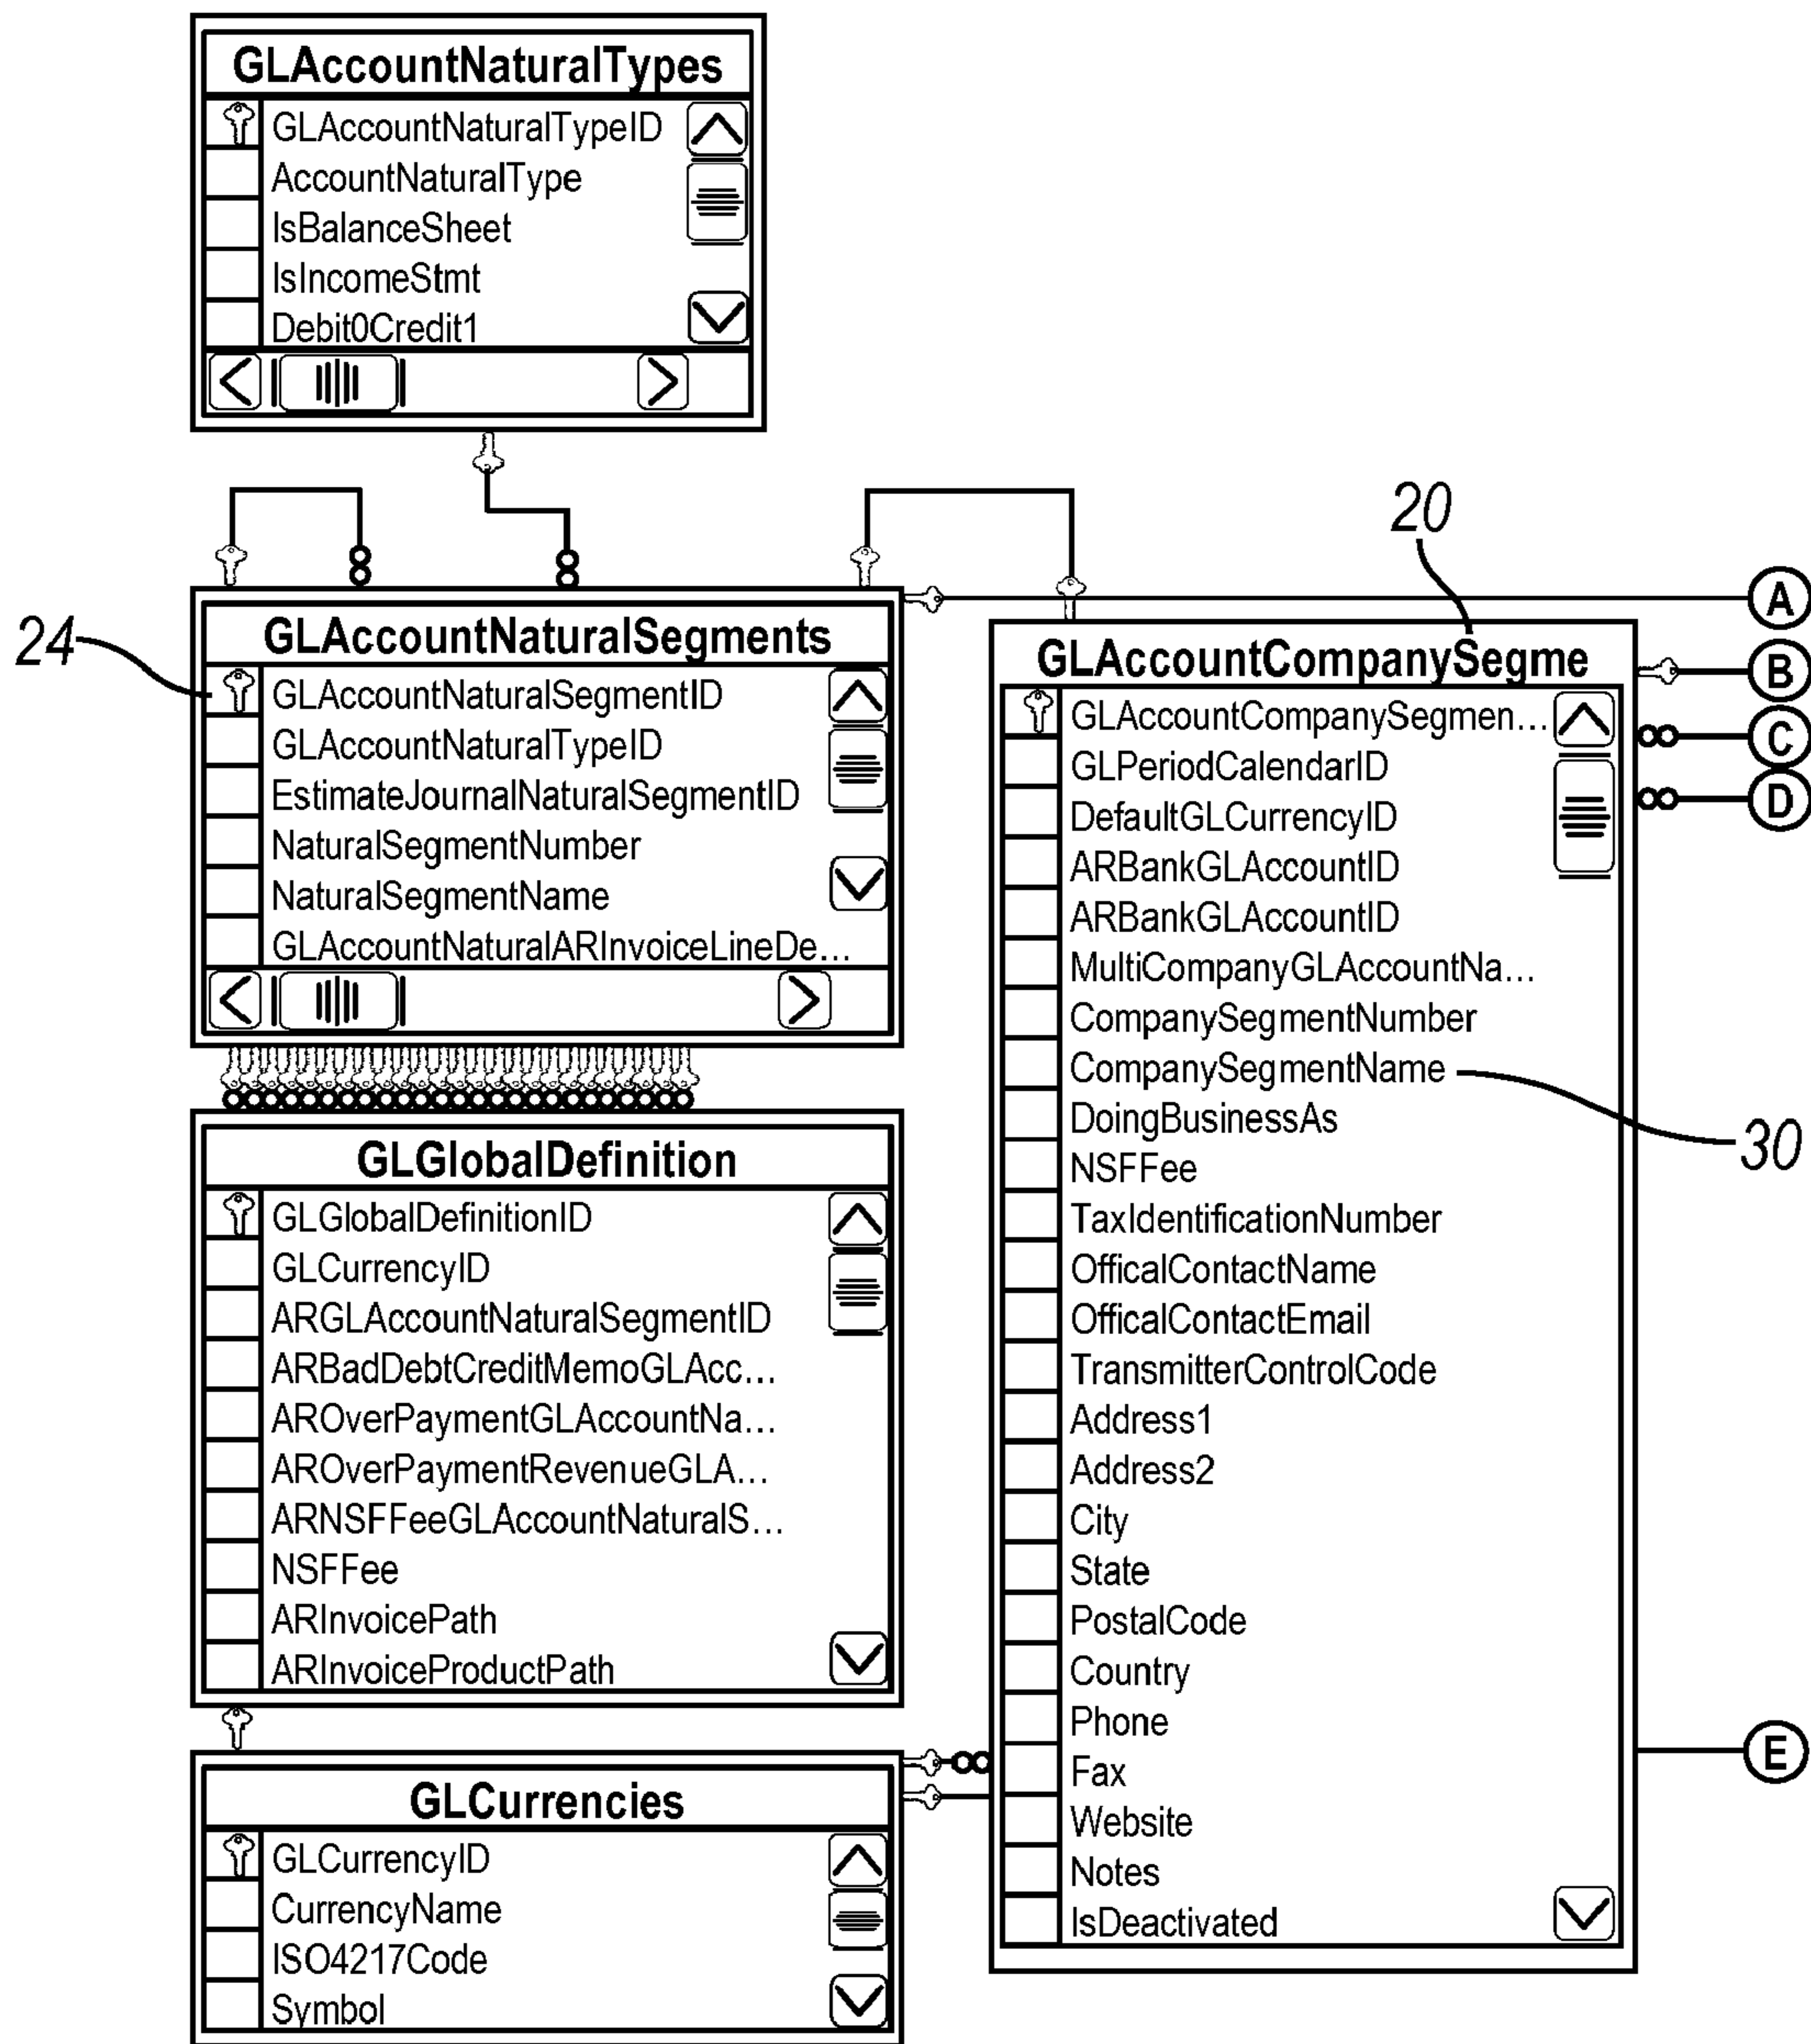 GLAccountNaturalTypes
GLAccountNaturalTypeID
AccountNaturalType
IsBalanceSheet
IsIncomeStmt
Debit0Credit1
24
GLAccountNaturalSegments
GLAccountNaturalSegmentID
GLAccountNaturalTypeID
EstimateJournalNaturalSegmentID
NaturalSegmentNumber
NaturalSegmentName
GLAccountNaturalARInvoiceLineDe...
GLGlobalDefinition
GLGlobalDefinitionID
GLCurrencyID
ARGLAccountNaturalSegmentID
ARBadDebtCreditMemoGLAcc...
AROverPaymentGLAccountNa...
AROverPaymentRevenueGLA...
ARNSFFeeGLAccountNaturalS...
NSFFee
ARInvoicePath
ARInvoiceProductPath
GLCurrencies
GLCurrencyID
CurrencyName
ISO4217Code
Symbol
20
GLAccountCompanySegme
GLAccountCompanySegmen...
GLPeriodCalendarID
DefaultGLCurrencyID
ARBankGLAccountID
ARBankGLAccountID
MultiCompanyGLAccountNa...
CompanySegmentNumber
CompanySegmentName
DoingBusinessAs
NSFFee
TaxIdentificationNumber
OfficalContactName
OfficalContactEmail
TransmitterControlCode
Address1
Address2
City
State
PostalCode
Country
Phone
Fax
Website
Notes
IsDeactivated
A
B
C
D
30
E